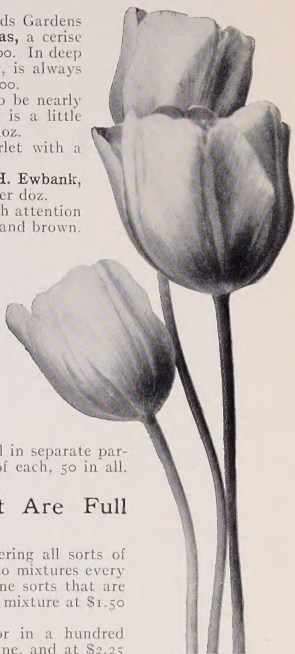 ds Gardens
as, a cerise
oo. In deep
, is always
oo.
o be nearly
is a little
oz.
rlet with a
H. Ewbank,
er doz.
h attention
and brown.
l in separate par-
of each, 50 in all.
t Are Full
ering all sorts of
o mixtures every
ne sorts that are
mixture at $1.50
or in a hundred
ne, and at $2.25